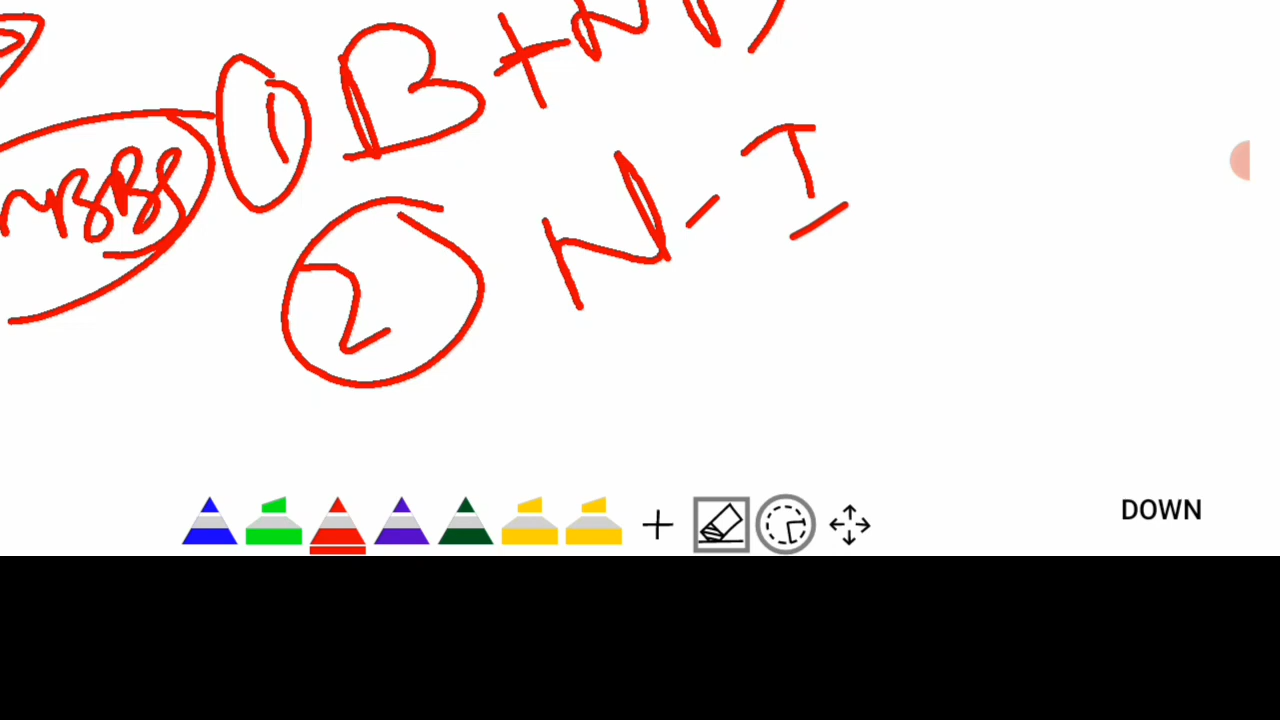 ① B +
MBBS
② N - I
DOWN